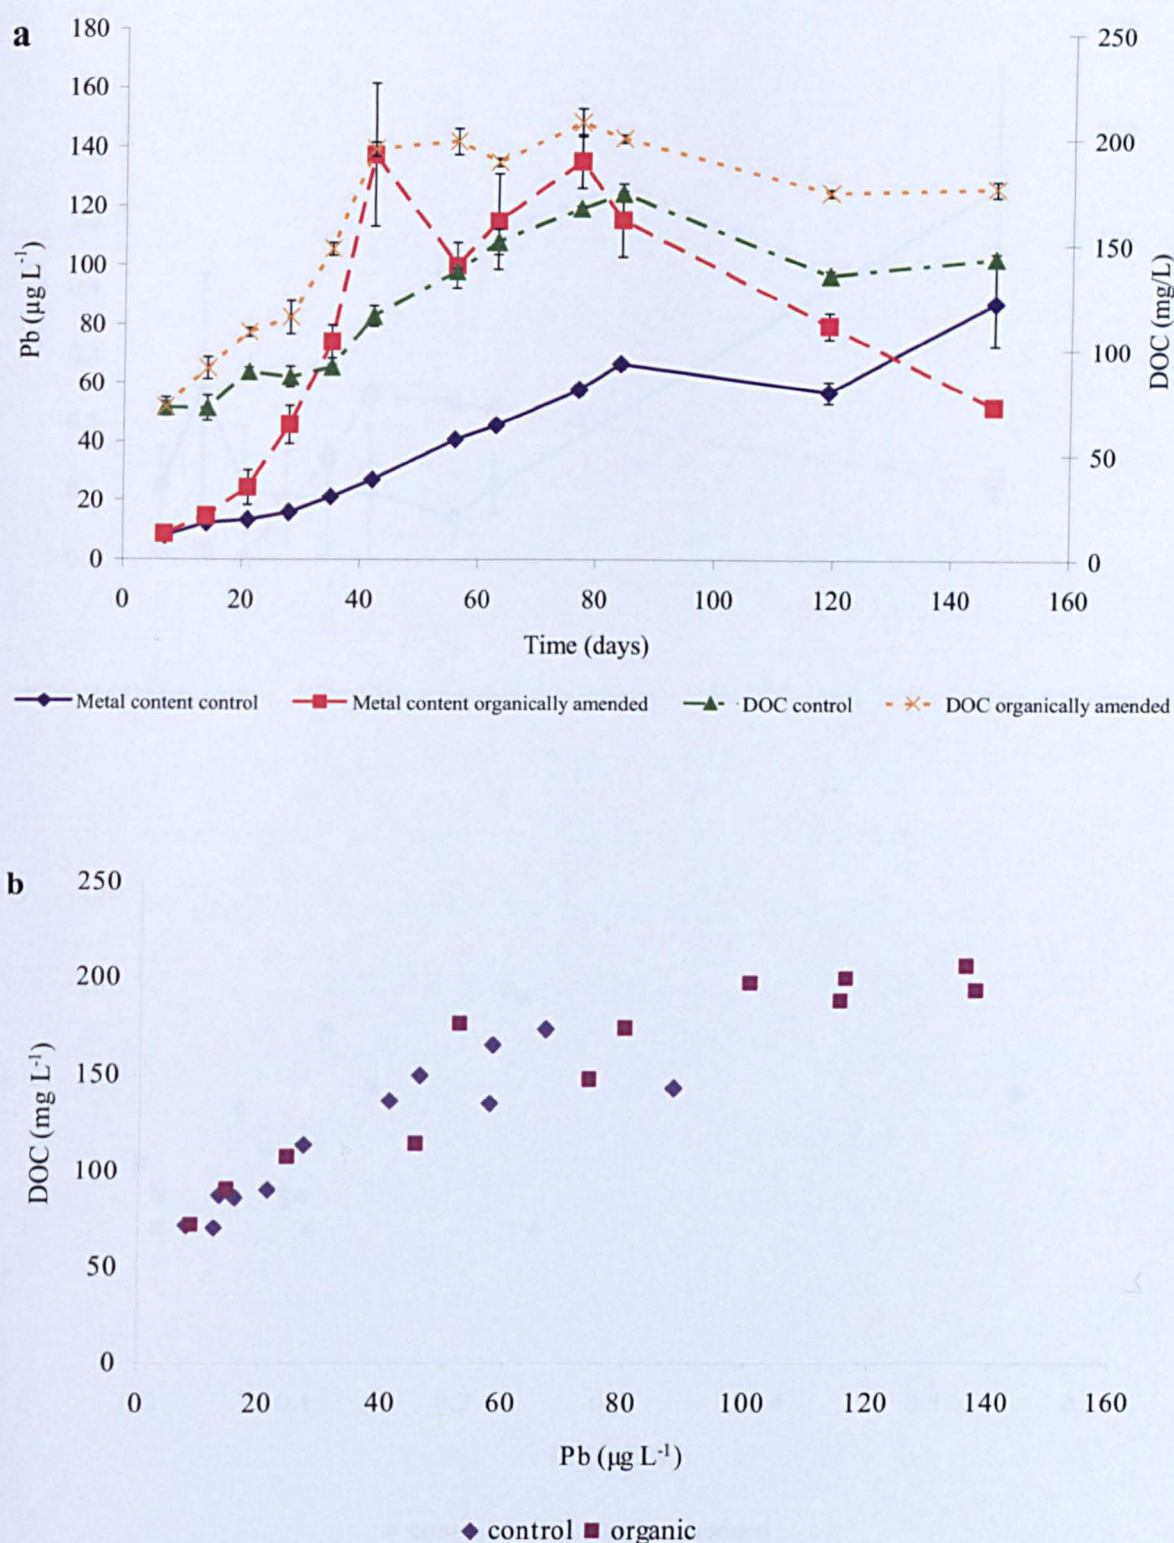 a
180
160
140
120
100
80
60
40
20
0
Pb (µg L⁻¹)
250
200
150
100
50
0
DOC (mg/L)
0 20 40 60 80 100 120 140 160
Time (days)
Metal content control Metal content organically amended DOC control DOC organically amended
b
250
200
150
100
50
0
DOC (mg L⁻¹)
0 20 40 60 80 100 120 140 160
Pb (µg L⁻¹)
control organic